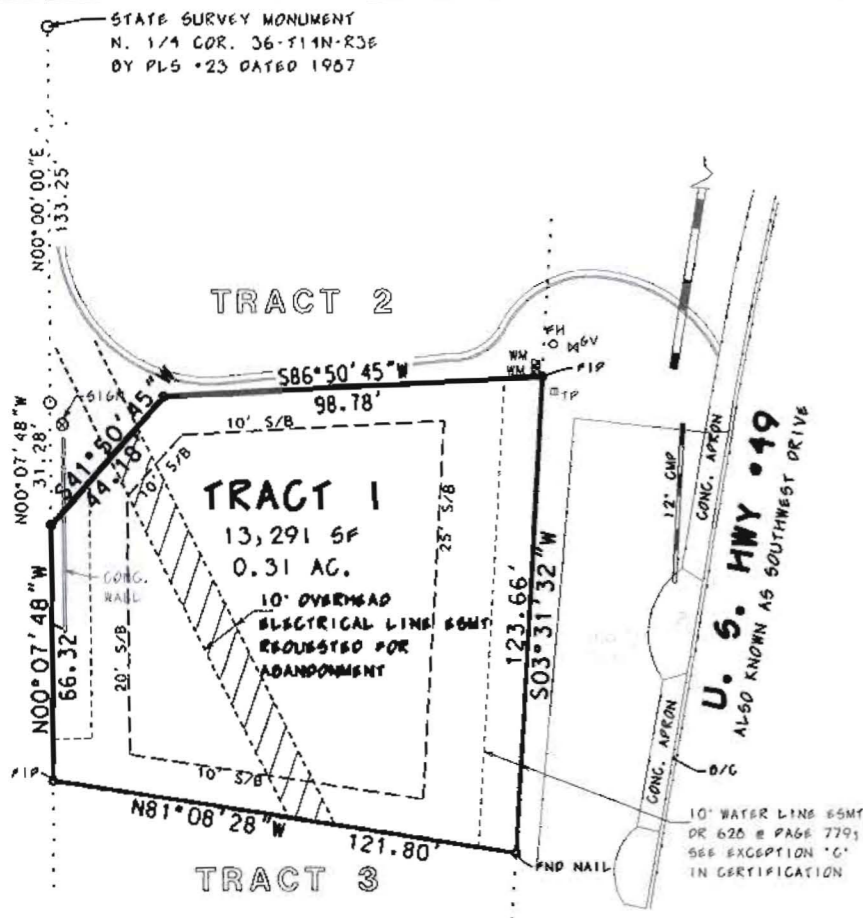 STATE SURVEY MONUMENT
N. 1/4 COR. 36-T14N-R3E
BY PLS #23 DATED 1987
N00°00'00"E
133.25'
TRACT 2
FH
GV
WM
WM
FIP
TP
S86°50'45"W
98.78'
SIGN
N00°07'48"W
31.28'
S41°50'45"W
44.18'
10' S/B
10' S/B
25' S/B
TRACT 1
13,291 SF
0.31 AC.
10' OVERHEAD
ELECTRICAL LINE ESMT
REQUESTED FOR
ABANDONMENT
CONC.
WALL
N00°07'48"W
66.32'
20' S/B
10' S/B
123.66'
S03°31'32"W
12" CMP
CONC. APRON
U. S. HWY #49
ALSO KNOWN AS SOUTHWEST DRIVE
CONC. APRON
B/C
FIP
N81°08'28"W
121.80'
10' WATER LINE ESMT
DR 628 @ PAGE 779;
SEE EXCEPTION "C"
IN CERTIFICATION
FND NAIL
TRACT 3